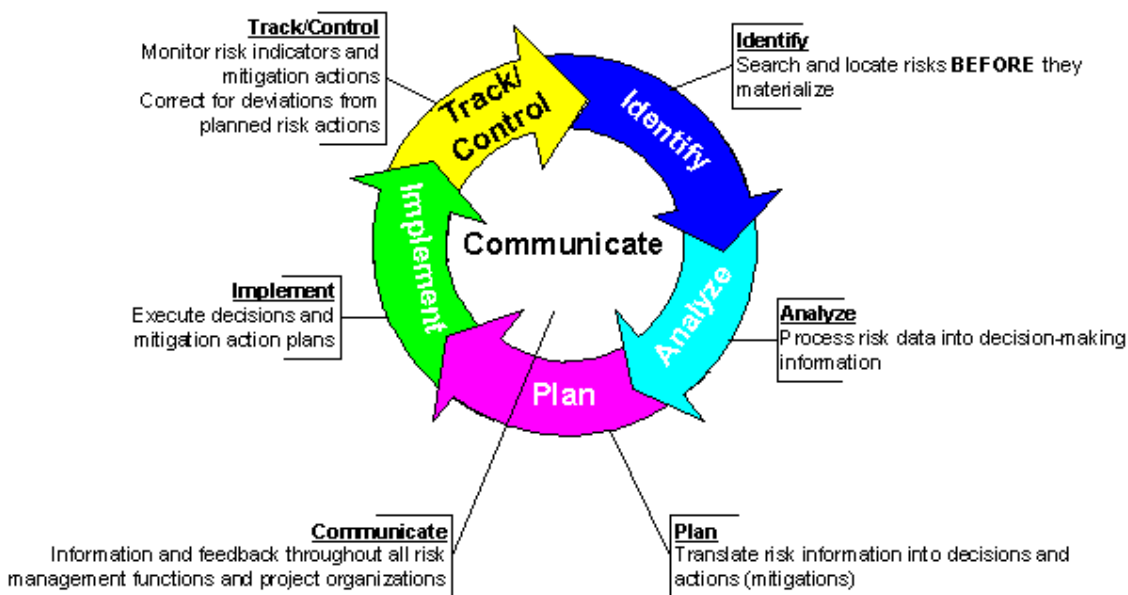 Track/Control
Monitor risk indicators and
mitigation actions
Correct for deviations from
planned risk actions
Identify
Search and locate risks BEFORE they
materialize
Track/
Control
Identify
Implement
Communicate
Analyze
Plan
Implement
Execute decisions and
mitigation action plans
Analyze
Process risk data into decision-making
information
Communicate
Information and feedback throughout all risk
management functions and project organizations
Plan
Translate risk information into decisions and
actions (mitigations)